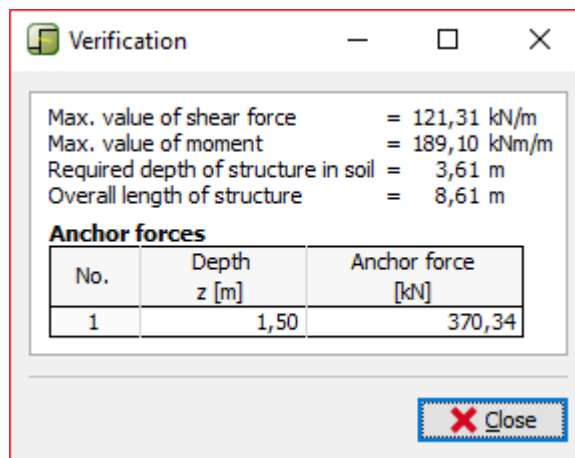 Verification
Max. value of shear force = 121,31 kN/m
Max. value of moment = 189,10 kNm/m
Required depth of structure in soil = 3,61 m
Overall length of structure = 8,61 m
Anchor forces
No. Depth Anchor force
z [m] [kN]
1 1,50 370,34
Close